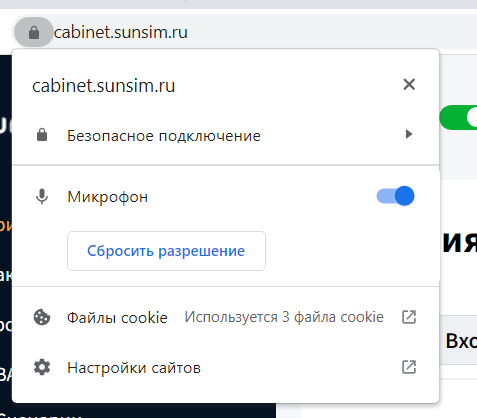 cabinet.sunsim.ru
cabinet.sunsim.ru
Безопасное подключение
Микрофон
Сбросить разрешение
Файлы cookie Используется 3 файла cookie
Настройки сайтов